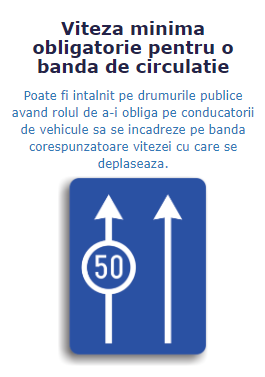 Viteza minima
obligatorie pentru o
banda de circulatie
Poate fi intalnit pe drumurile publice
avand rolul de a-i obliga pe conducatorii
de vehicule sa se incadreze pe banda
corespunzatoare vitezei cu care se
deplaseaza.
50